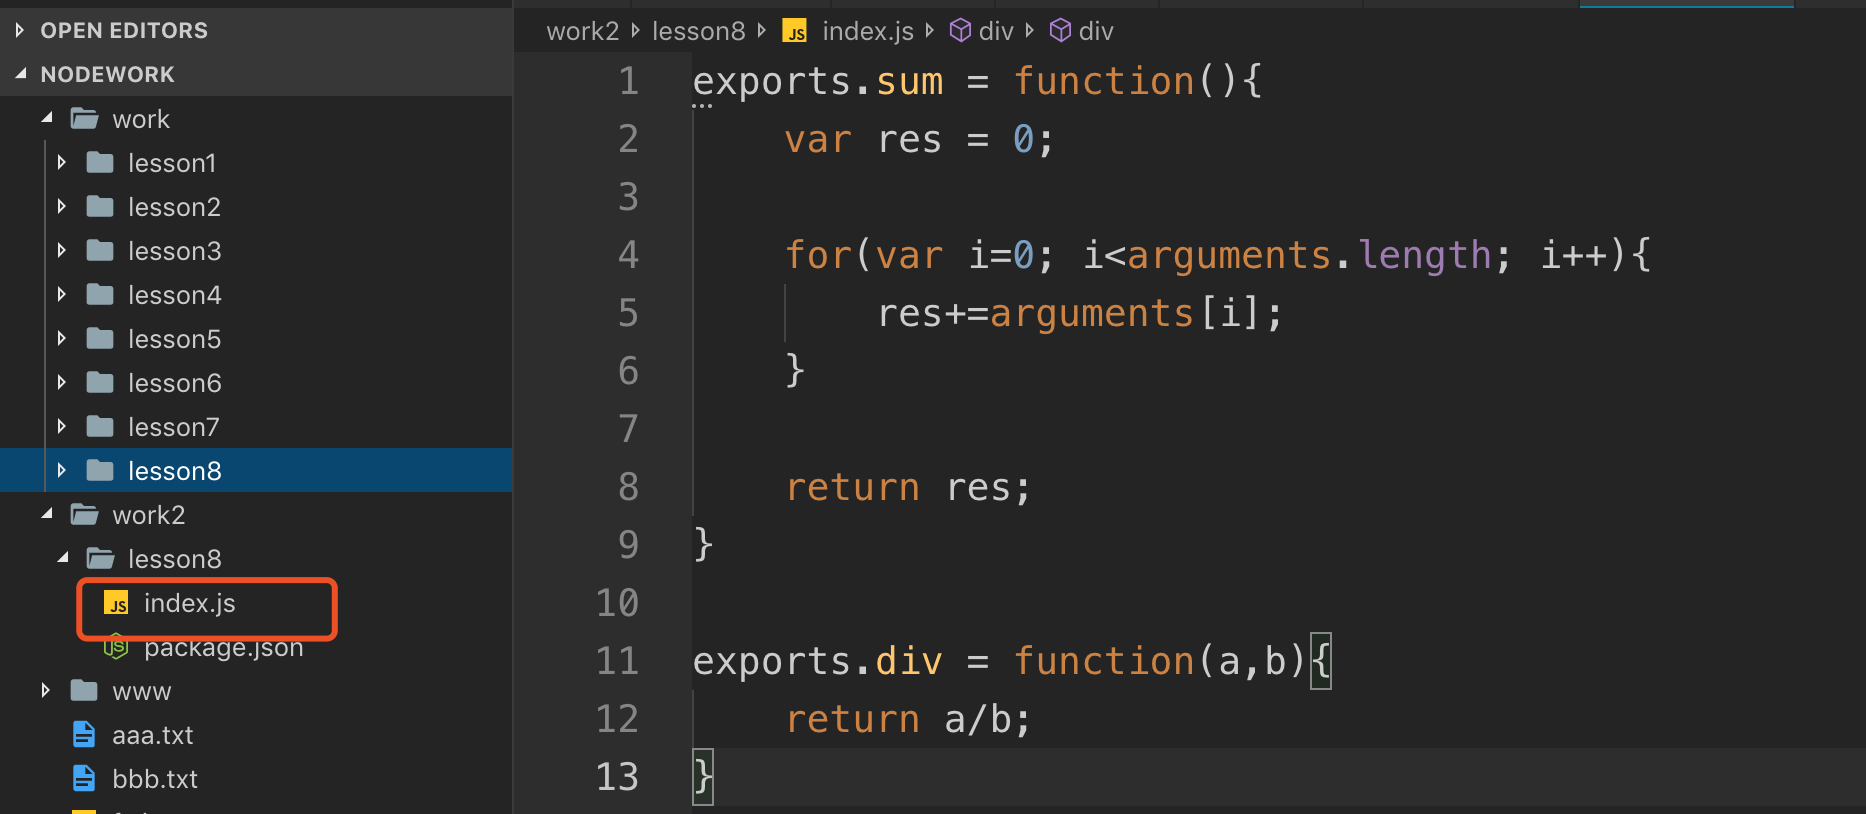 OPEN EDITORS
NODEWORK
work
lesson1
lesson2
lesson3
lesson4
lesson5
lesson6
lesson7
lesson8
work2
lesson8
JS index.js
package.json
www
aaa.txt
bbb.txt
work2 lesson8 JS index.js div div
1 exports.sum = function(){
2     var res = 0;
3
4     for(var i=0; i<arguments.length; i++){
5         res+=arguments[i];
6     }
7
8     return res;
9 }
10
11 exports.div = function(a,b){
12     return a/b;
13 }